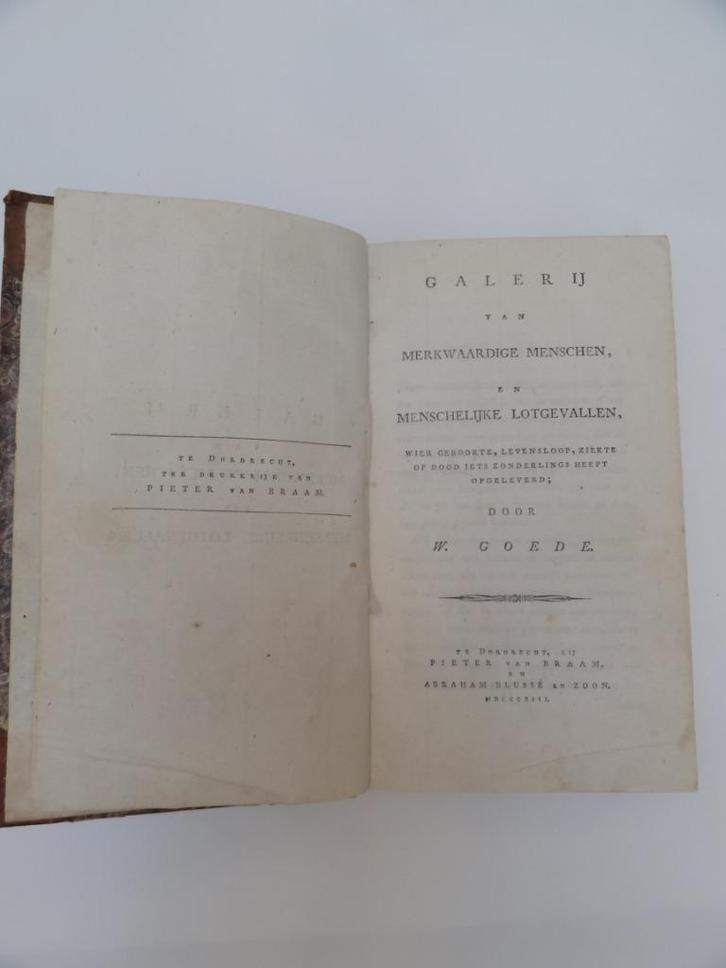 TE DORDRECHT,
TER DRUKKRIJE VAN
PIETER VAN BRAAM.
GALERIJ
VAN
MERKWAARDIGE MENSCHEN,
EN
MENSCHELIJKE LOTGEVALLEN,
WIER GEBOORTE, LEVENSLOOP, ZIEKTE
OF DOOD IETS ZONDERLINGS HEEFT
OPGELEVERD;
DOOR
W. GOEDE.
TE DORDRECHT, BIJ
PIETER VAN BRAAM,
EN
ABRAHAM BLUSSÉ EN ZOON,